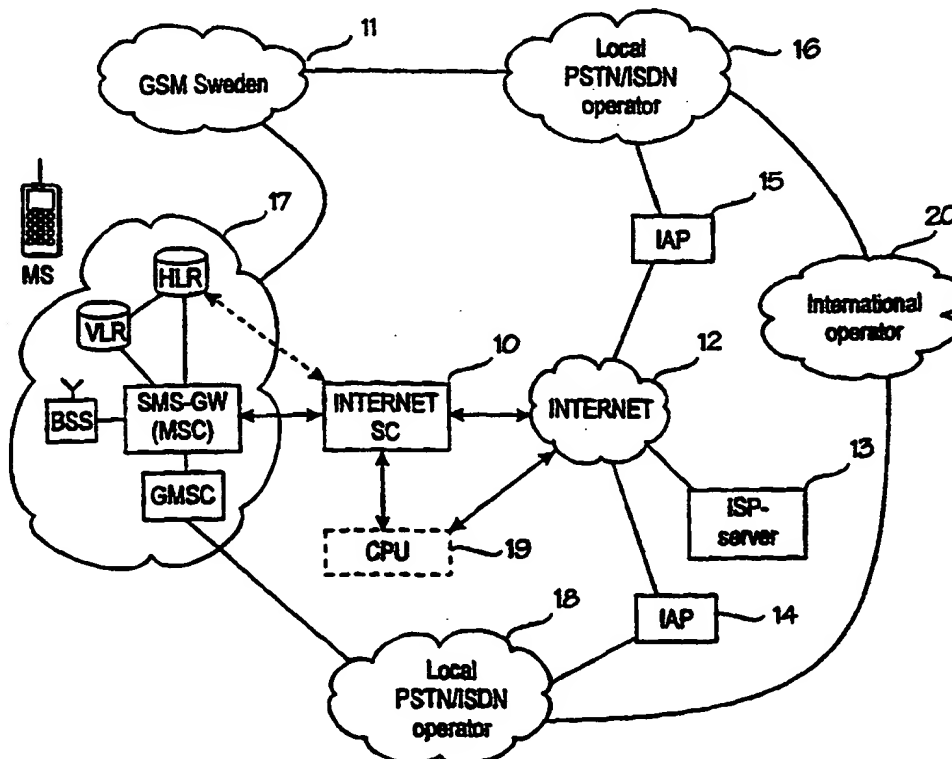 11
GSM Sweden
Local
PSTN/ISDN
operator
16
MS
17
HLR
VLR
BSS
SMS-GW
(MSC)
GMSC
10
INTERNET
SC
CPU
19
12
INTERNET
15
IAP
20
International
operator
13
ISP-
server
IAP
14
18
Local
PSTN/ISDN
operator